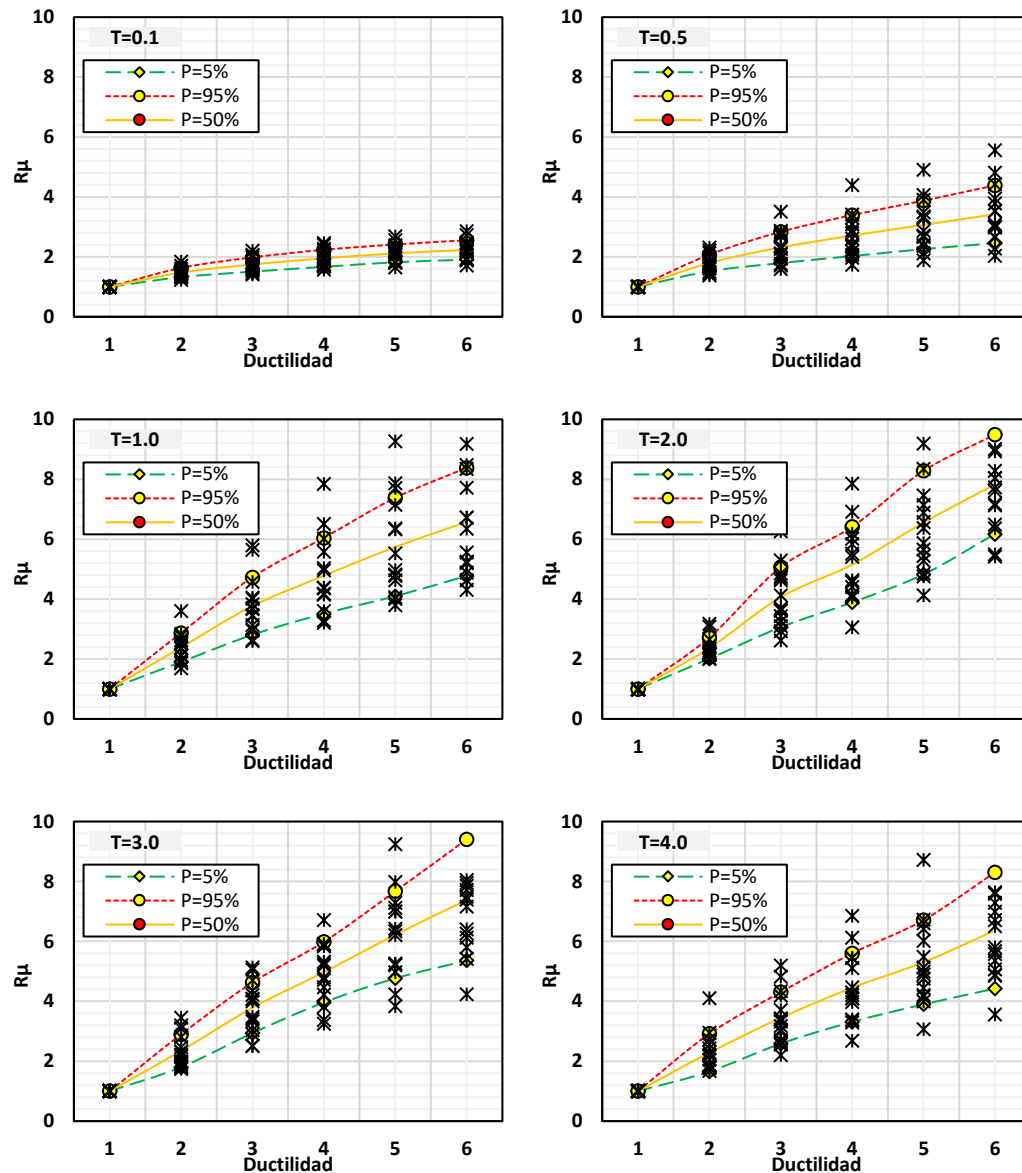 10
8
6
4
2
0
Rμ
T=0.1
P=5%
P=95%
P=50%
1 2 3 4 5 6
Ductilidad
10
8
6
4
2
0
Rμ
T=0.5
P=5%
P=95%
P=50%
1 2 3 4 5 6
Ductilidad
10
8
6
4
2
0
Rμ
T=1.0
P=5%
P=95%
P=50%
1 2 3 4 5 6
Ductilidad
10
8
6
4
2
0
Rμ
T=2.0
P=5%
P=95%
P=50%
1 2 3 4 5 6
Ductilidad
10
8
6
4
2
0
Rμ
T=3.0
P=5%
P=95%
P=50%
1 2 3 4 5 6
Ductilidad
10
8
6
4
2
0
Rμ
T=4.0
P=5%
P=95%
P=50%
1 2 3 4 5 6
Ductilidad